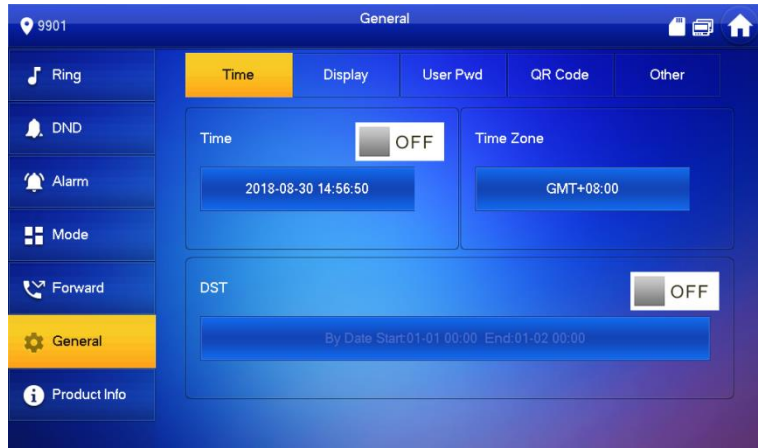 9901
General
Ring
DND
Alarm
Mode
Forward
General
Product Info
Time Display User Pwd QR Code Other
Time OFF
2018-08-30 14:56:50
Time Zone
GMT+08:00
DST OFF
By Date Start:01-01 00:00 End:01-02 00:00